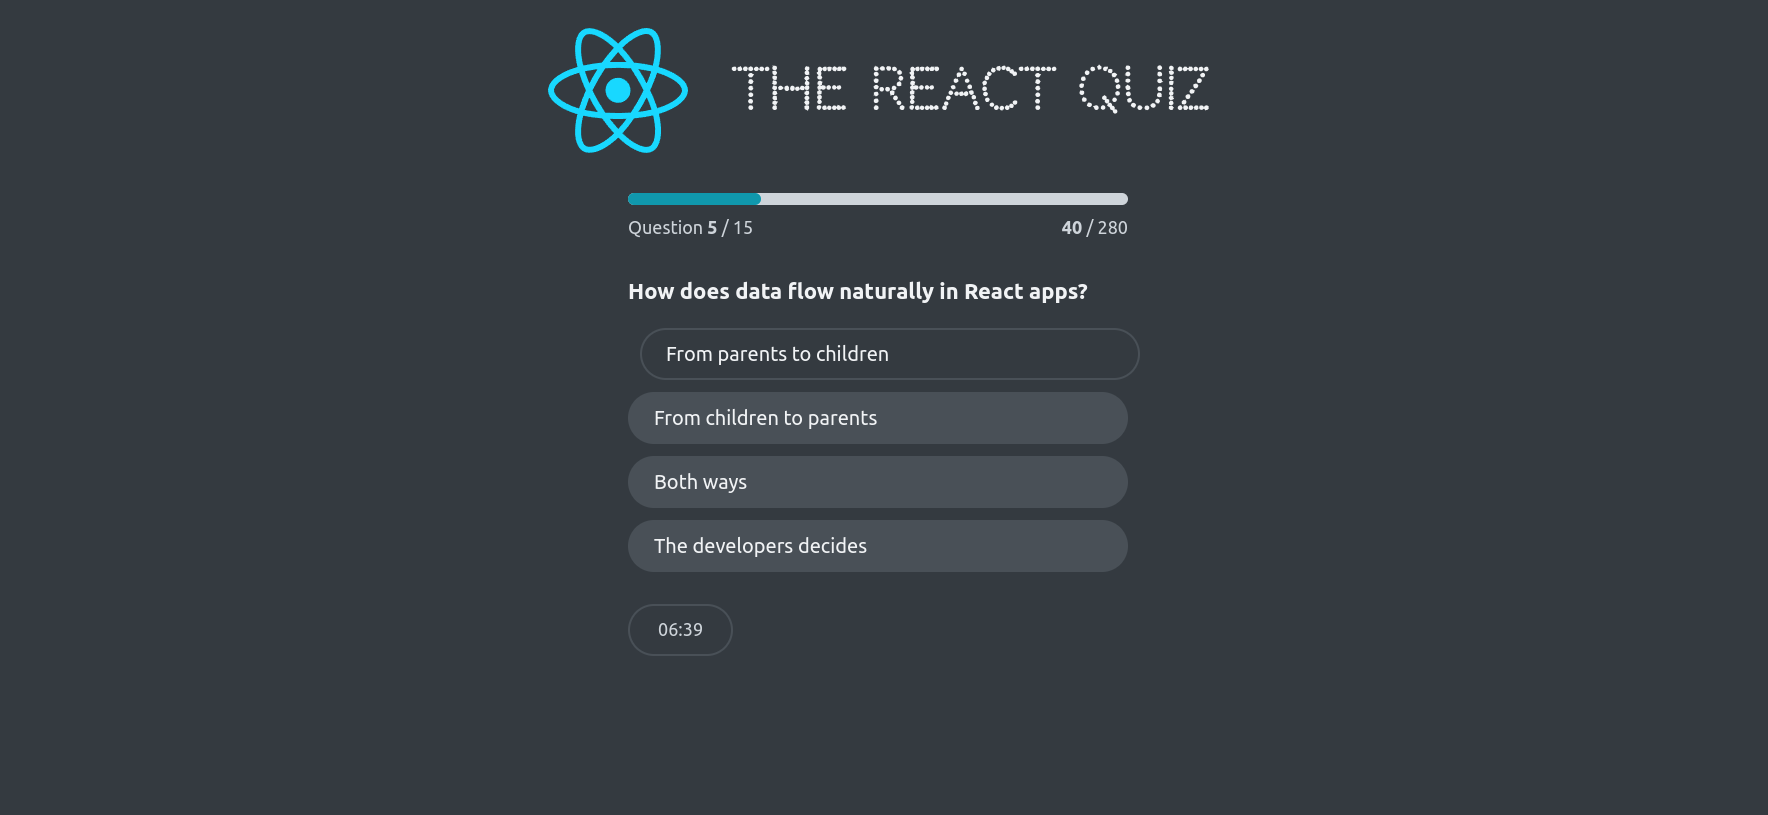 THE REACT QUIZ
Question 5 / 15
40 / 280
How does data flow naturally in React apps?
From parents to children
From children to parents
Both ways
The developers decides
06:39